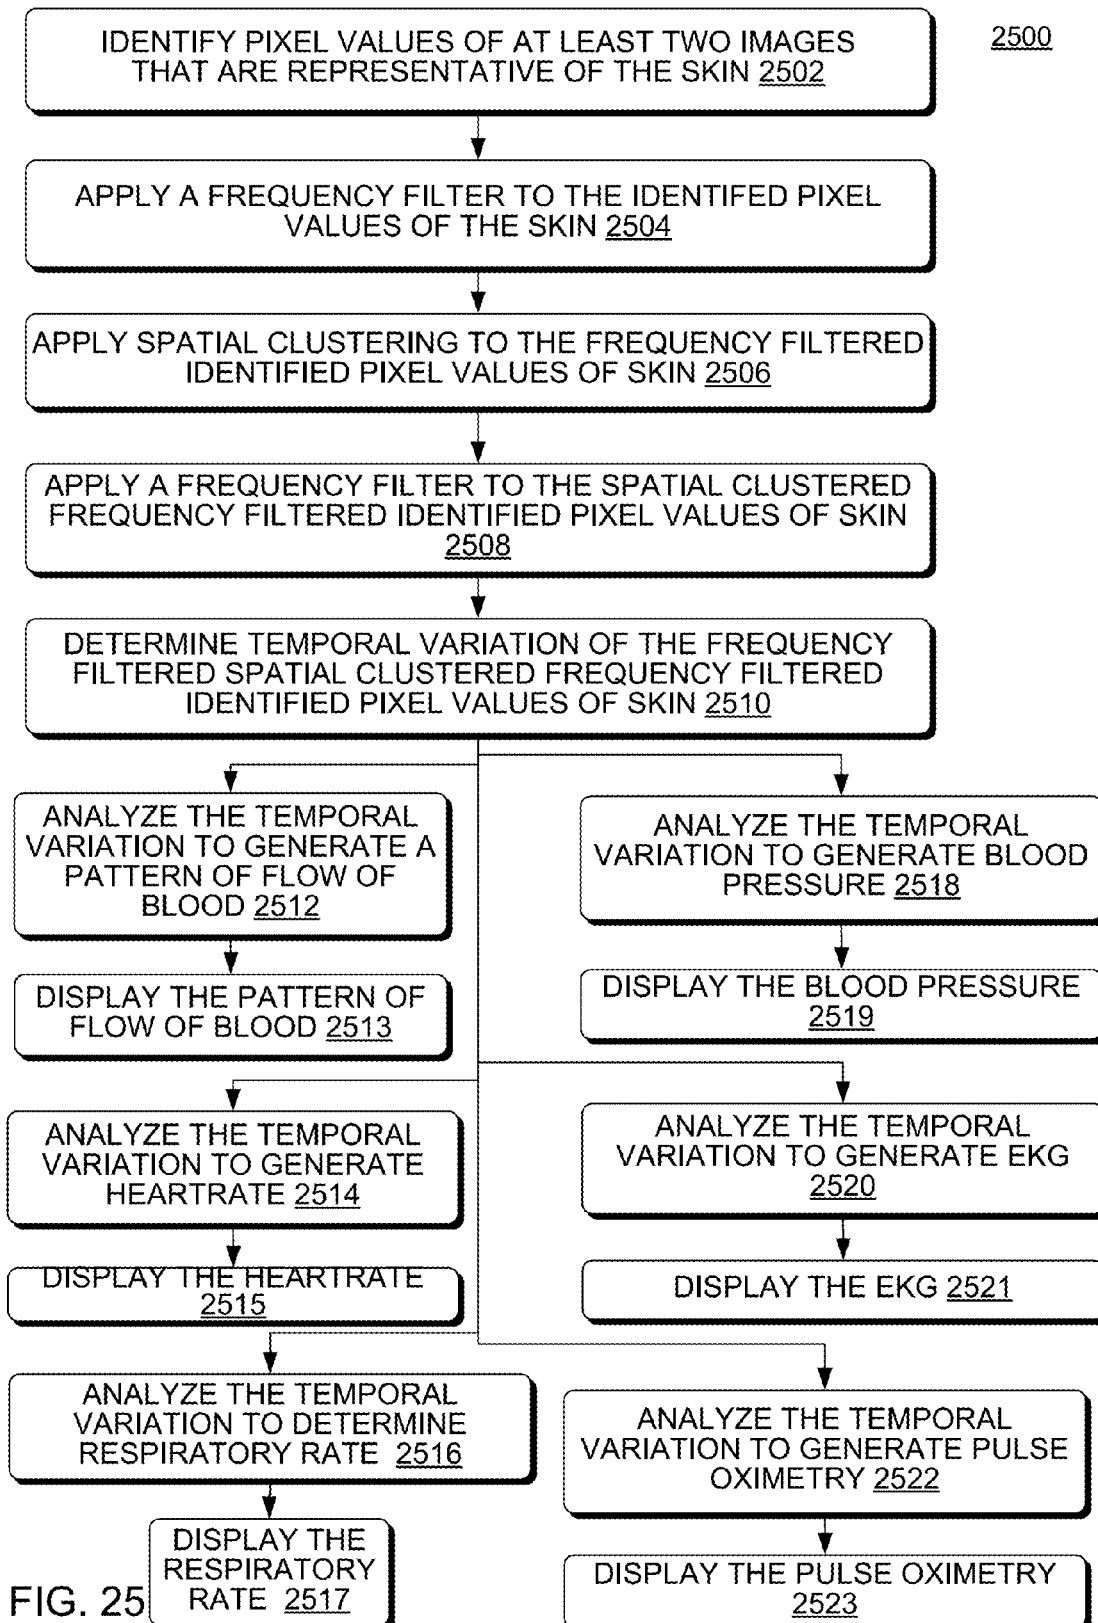 IDENTIFY PIXEL VALUES OF AT LEAST TWO IMAGES
THAT ARE REPRESENTATIVE OF THE SKIN 2502
2500
APPLY A FREQUENCY FILTER TO THE IDENTIFED PIXEL
VALUES OF THE SKIN 2504
APPLY SPATIAL CLUSTERING TO THE FREQUENCY FILTERED
IDENTIFIED PIXEL VALUES OF SKIN 2506
APPLY A FREQUENCY FILTER TO THE SPATIAL CLUSTERED
FREQUENCY FILTERED IDENTIFIED PIXEL VALUES OF SKIN
2508
DETERMINE TEMPORAL VARIATION OF THE FREQUENCY
FILTERED SPATIAL CLUSTERED FREQUENCY FILTERED
IDENTIFIED PIXEL VALUES OF SKIN 2510
ANALYZE THE TEMPORAL
VARIATION TO GENERATE A
PATTERN OF FLOW OF
BLOOD 2512
DISPLAY THE PATTERN OF
FLOW OF BLOOD 2513
ANALYZE THE TEMPORAL
VARIATION TO GENERATE BLOOD
PRESSURE 2518
DISPLAY THE BLOOD PRESSURE
2519
ANALYZE THE TEMPORAL
VARIATION TO GENERATE
HEARTRATE 2514
DISPLAY THE HEARTRATE
2515
ANALYZE THE TEMPORAL
VARIATION TO GENERATE EKG
2520
DISPLAY THE EKG 2521
ANALYZE THE TEMPORAL
VARIATION TO DETERMINE
RESPIRATORY RATE 2516
DISPLAY THE
RESPIRATORY
RATE 2517
ANALYZE THE TEMPORAL
VARIATION TO GENERATE PULSE
OXIMETRY 2522
DISPLAY THE PULSE OXIMETRY
2523
FIG. 25